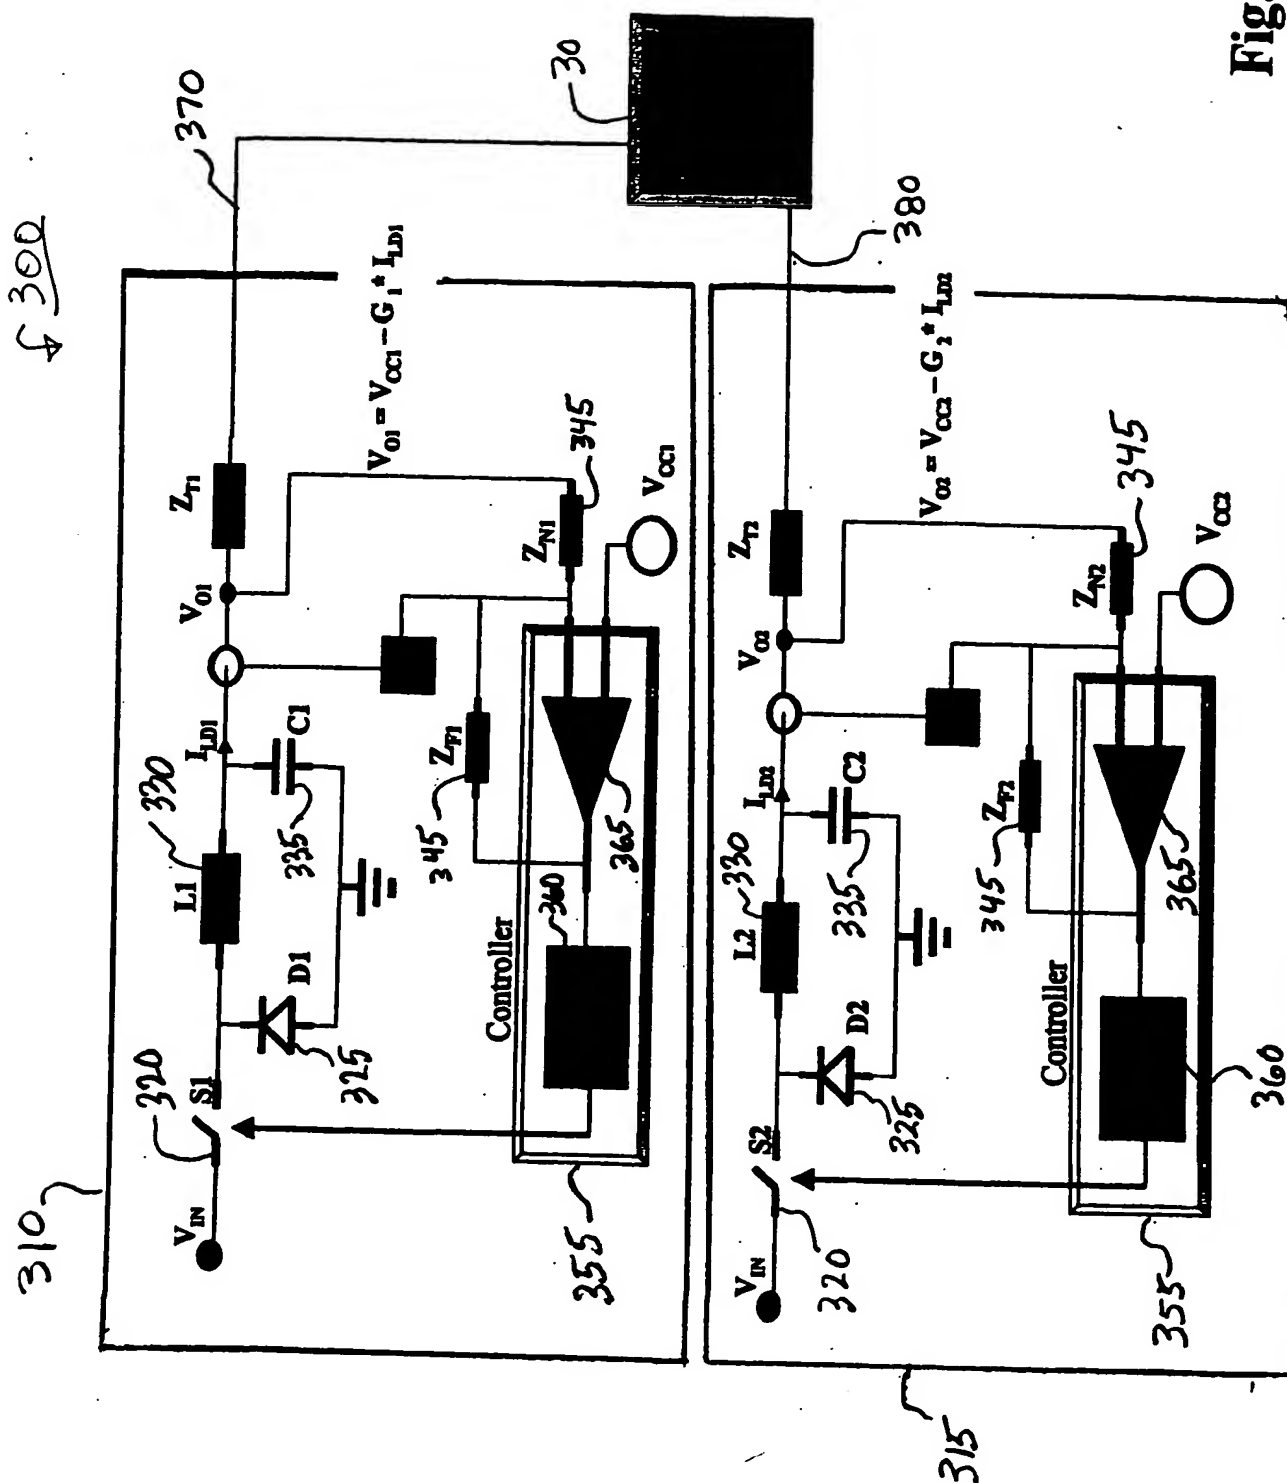 300
310
370
30
V_IN
320
S1
L1
330
I_LD1
V_O1
Z_T1
D1
325
C1
335
V_O1 = V_CC1 − G_1 * I_LD1
345
Z_F1
Z_N1
345
V_CC1
Controller
360
365
355
380
315
V_IN
320
S2
L2
330
I_LD2
V_O2
Z_T2
D2
325
C2
335
V_O2 = V_CC2 − G_2 * I_LD2
345
Z_F2
Z_N2
345
V_CC2
Controller
360
365
355
Fig.